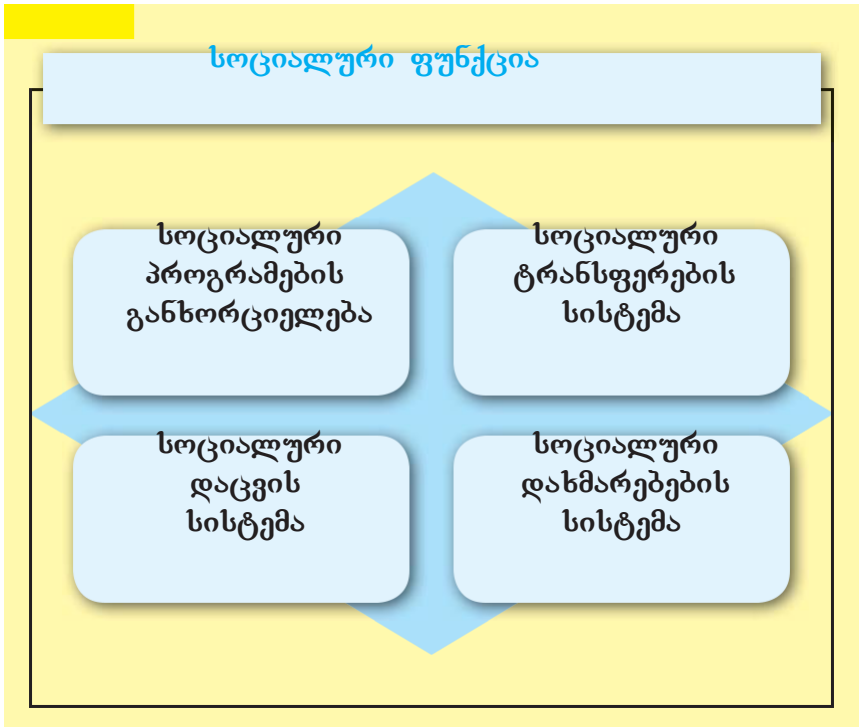 სოციალური ფუნქცია
სოციალური
პროგრამების
განხორციელება
სოციალური
ტრანსფერების
სისტემა
სოციალური
დაცვის
სისტემა
სოციალური
დახმარებების
სისტემა